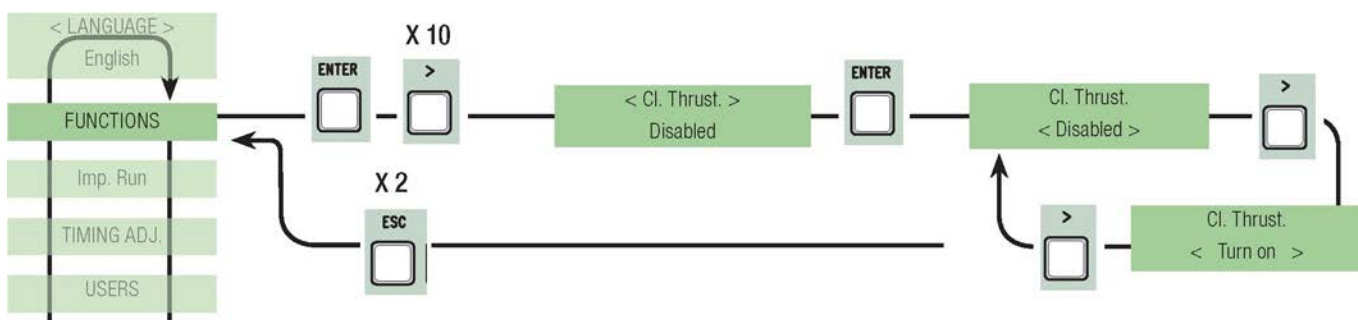 < LANGUAGE >
English
FUNCTIONS
Imp. Run
TIMING ADJ.
USERS
X 10
ENTER
>
< Cl. Thrust. >
Disabled
ENTER
Cl. Thrust.
< Disabled >
>
Cl. Thrust.
< Turn on >
>
X 2
ESC